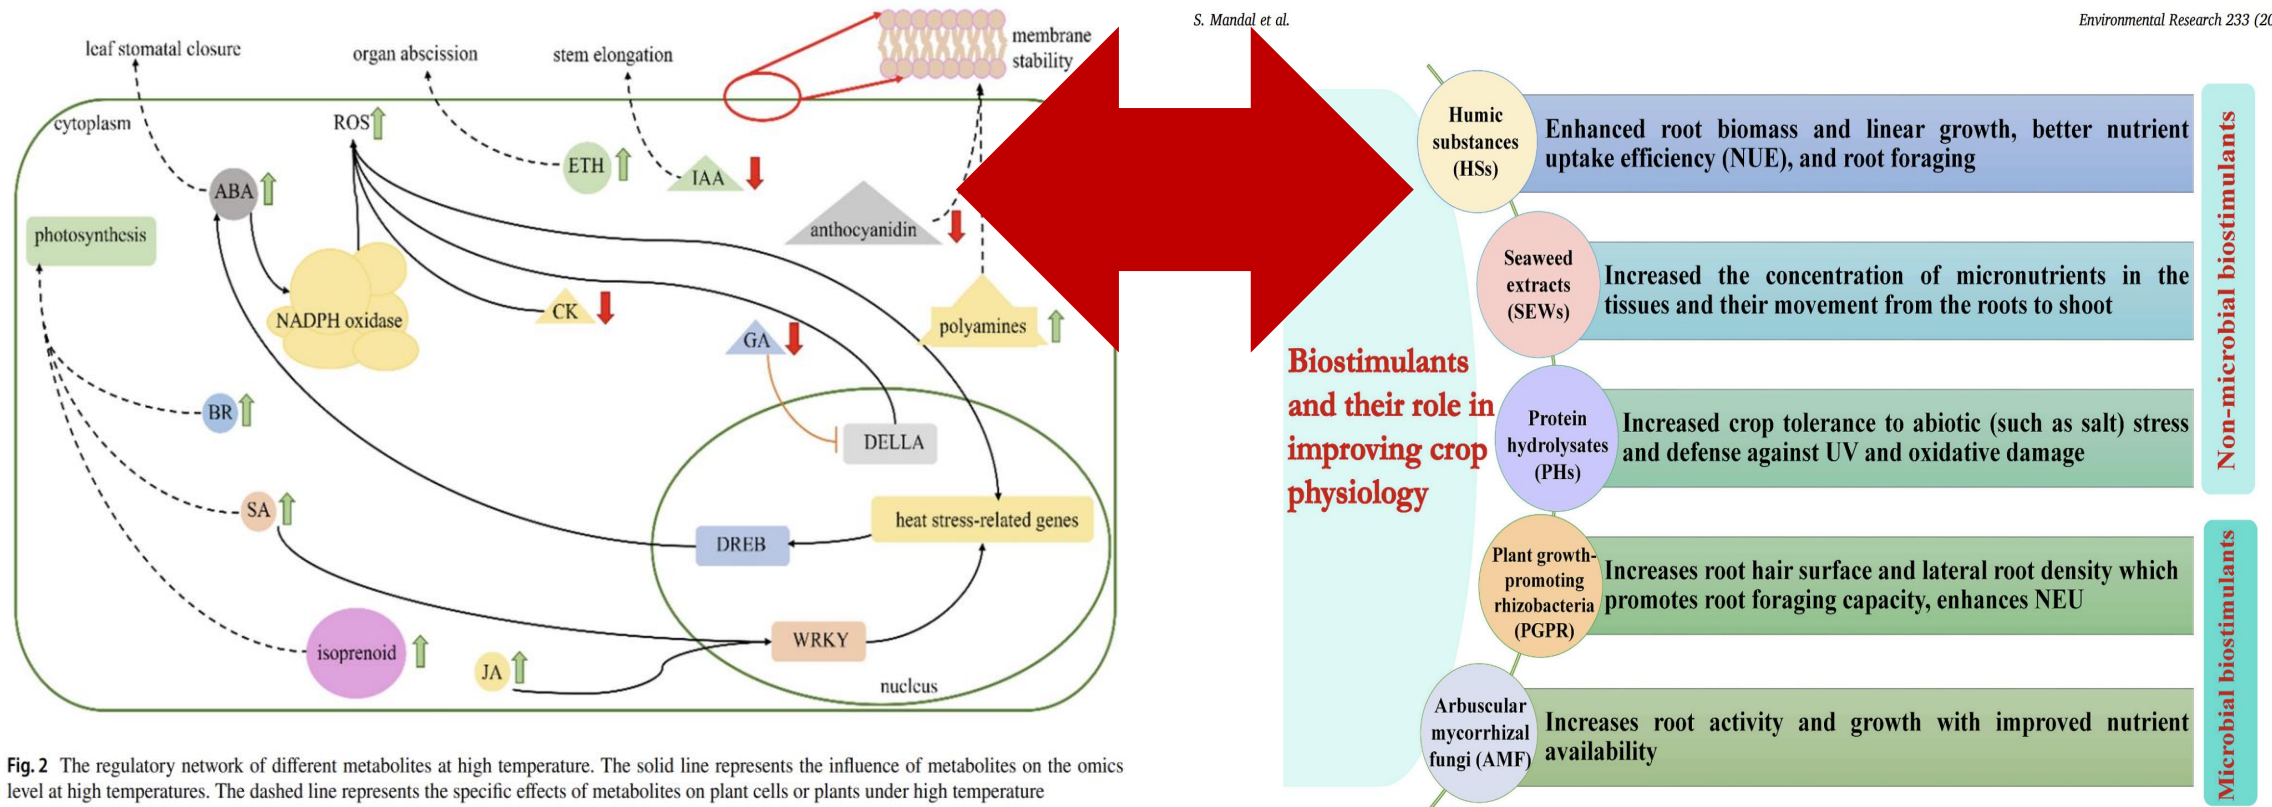 leaf stomatal closure
organ abscission
stem elongation
membrane
stability
cytoplasm
ROS
ETH
IAA
ABA
anthocyanidin
photosynthesis
NADPH oxidase
CK
GA
polyamines
BR
DELLA
SA
heat stress-related genes
DREB
WRKY
isoprenoid
JA
nucleus
Fig. 2 The regulatory network of different metabolites at high temperature. The solid line represents the influence of metabolites on the omics
level at high temperatures. The dashed line represents the specific effects of metabolites on plant cells or plants under high temperature
S. Mandal et al.
Environmental Research 233 (20
Biostimulants
and their role in
improving crop
physiology
Humic
substances
(HSs)
Enhanced root biomass and linear growth, better nutrient
uptake efficiency (NUE), and root foraging
Seaweed
extracts
(SEWs)
Increased the concentration of micronutrients in the
tissues and their movement from the roots to shoot
Protein
hydrolysates
(PHs)
Increased crop tolerance to abiotic (such as salt) stress
and defense against UV and oxidative damage
Plant growth-
promoting
rhizobacteria
(PGPR)
Increases root hair surface and lateral root density which
promotes root foraging capacity, enhances NEU
Arbuscular
mycorrhizal
fungi (AMF)
Increases root activity and growth with improved nutrient
availability
Non-microbial biostimulants
Microbial biostimulants